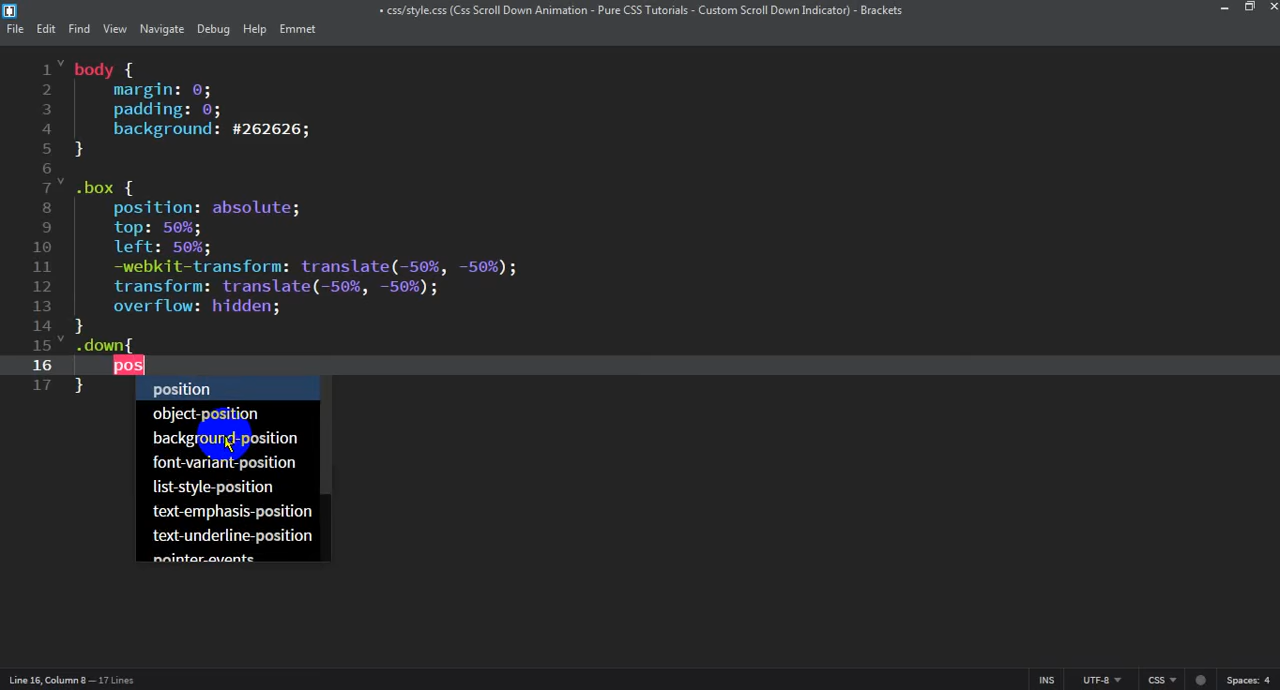 • css/style.css (Css Scroll Down Animation - Pure CSS Tutorials - Custom Scroll Down Indicator) - Brackets
File Edit Find View Navigate Debug Help Emmet
1 body {
2 margin: 0;
3 padding: 0;
4 background: #262626;
5 }
6
7 .box {
8 position: absolute;
9 top: 50%;
10 left: 50%;
11 -webkit-transform: translate(-50%, -50%);
12 transform: translate(-50%, -50%);
13 overflow: hidden;
14 }
15 .down{
16 pos
17 }
position
object-position
background-position
font-variant-position
list-style-position
text-emphasis-position
text-underline-position
pointer-events
Line 16, Column 8 — 17 Lines INS UTF-8 CSS Spaces: 4